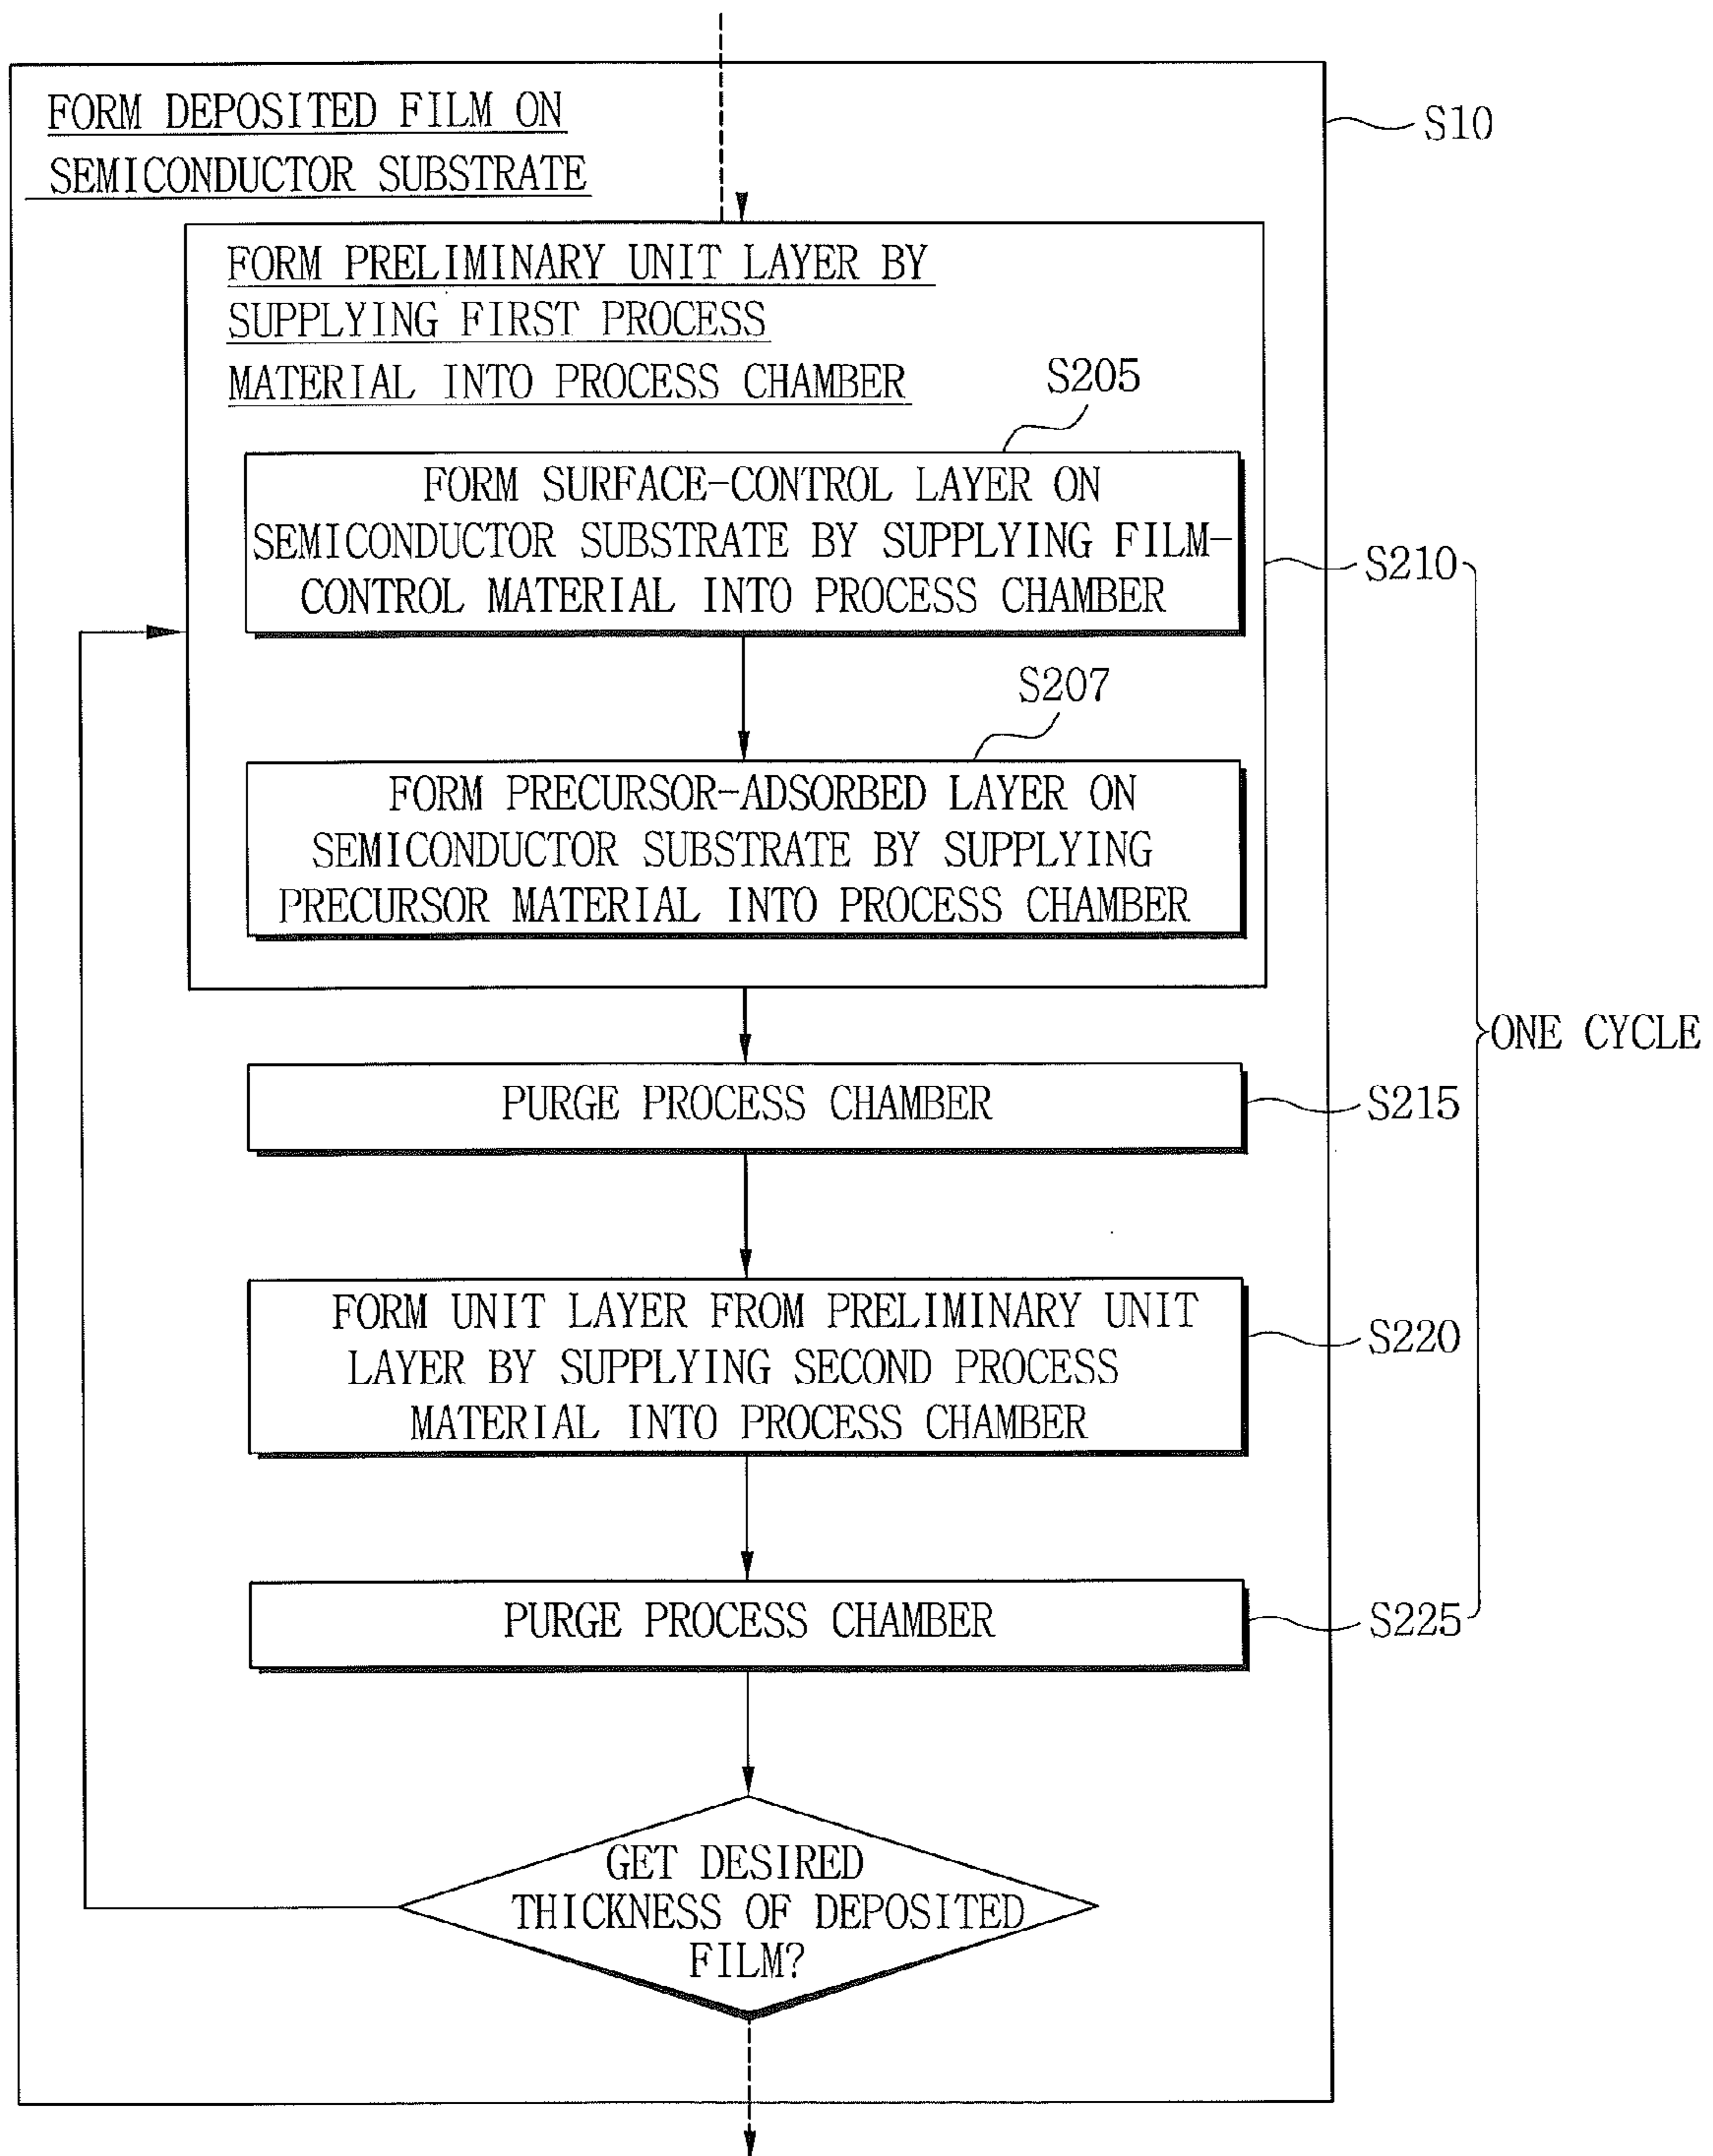 FORM DEPOSITED FILM ON
SEMICONDUCTOR SUBSTRATE
S10
FORM PRELIMINARY UNIT LAYER BY
SUPPLYING FIRST PROCESS
MATERIAL INTO PROCESS CHAMBER
S205
FORM SURFACE-CONTROL LAYER ON
SEMICONDUCTOR SUBSTRATE BY SUPPLYING FILM-
CONTROL MATERIAL INTO PROCESS CHAMBER
S210
S207
FORM PRECURSOR-ADSORBED LAYER ON
SEMICONDUCTOR SUBSTRATE BY SUPPLYING
PRECURSOR MATERIAL INTO PROCESS CHAMBER
ONE CYCLE
PURGE PROCESS CHAMBER
S215
FORM UNIT LAYER FROM PRELIMINARY UNIT
LAYER BY SUPPLYING SECOND PROCESS
MATERIAL INTO PROCESS CHAMBER
S220
PURGE PROCESS CHAMBER
S225
GET DESIRED
THICKNESS OF DEPOSITED
FILM?